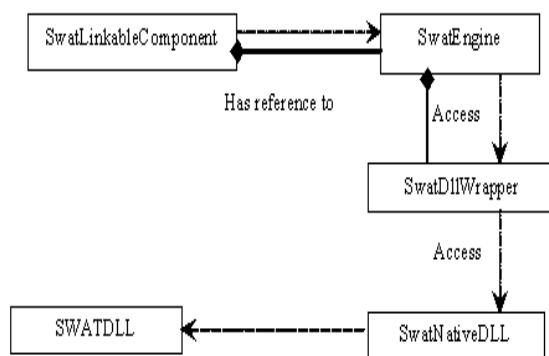 SwatLinkableComponent
SwatEngine
Has reference to
Access
SwatDllWrapper
Access
SWATDLL
SwatNativeDLL